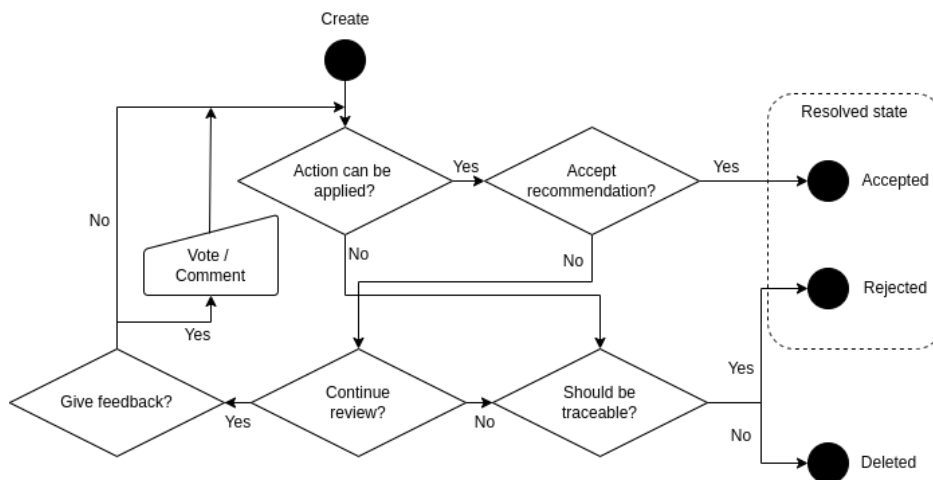 Create
Resolved state
Action can be
applied?
Yes
Accept
recommendation?
Yes
Accepted
No
Vote /
Comment
No
No
Rejected
Yes
Give feedback?
Yes
Continue
review?
No
Should be
traceable?
Yes
No
Deleted